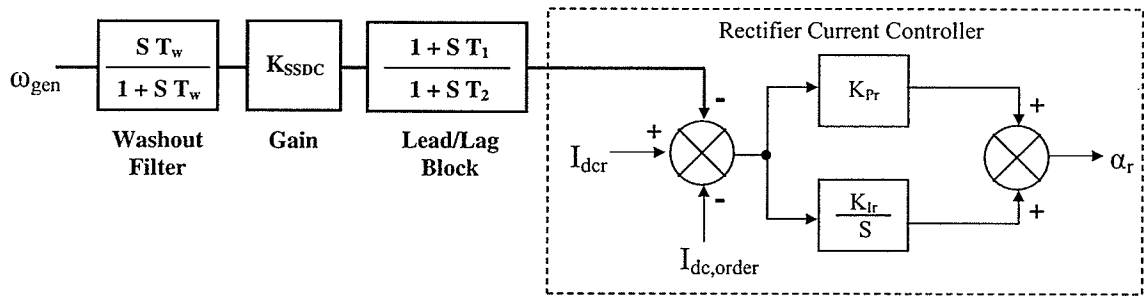 Rectifier Current Controller
ω_gen
S T_w
1 + S T_w
Washout
Filter
K_SSDC
Gain
1 + S T_1
1 + S T_2
Lead/Lag
Block
-
+
-
I_dcr
I_dc,order
K_Pr
K_Ir
S
+
+
α_r